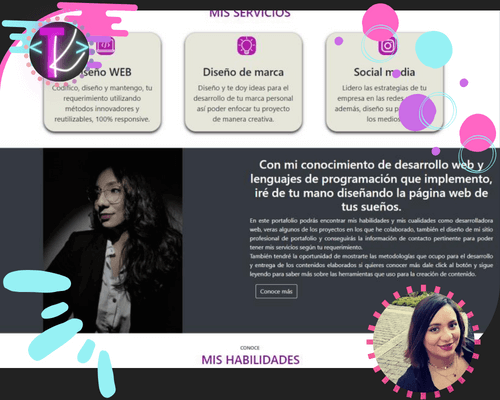 MIS SERVICIOS
Diseño WEB
Codifico, diseño y mantengo, tu
requerimiento utilizando
métodos innovadores y
reutilizables, 100% responsive.
Diseño de marca
Diseño y te doy ideas para el
desarrollo de tu marca personal
así poder enfocar tu proyecto
de manera creativa.
Social media
Lidero las estrategias de tu
empresa en las redes
además, diseño su
los medio
Con mi conocimiento de desarrollo web y
lenguajes de programación que implemento,
iré de tu mano diseñando la página web de
tus sueños.
En este portafolio podrás encontrar mis habilidades y mis cualidades como desarrolladora
web, veras algunos de mis proyectos en los que he colaborado, también el diseño de mi sitio
profesional de portafolio y conseguirás la información de contacto pertinente para poder
tener mis servicios según tu requerimiento.
También tendré la oportunidad de mostrarte las metodologías que ocupo para el desarrollo
y entrega de los contenidos elaborados si quieres conocer más dale click al botón y sigue
leyendo para saber más sobre las herramientas que uso para la creación de contenido.
Conoce más
CONOCE
MIS HABILIDADES